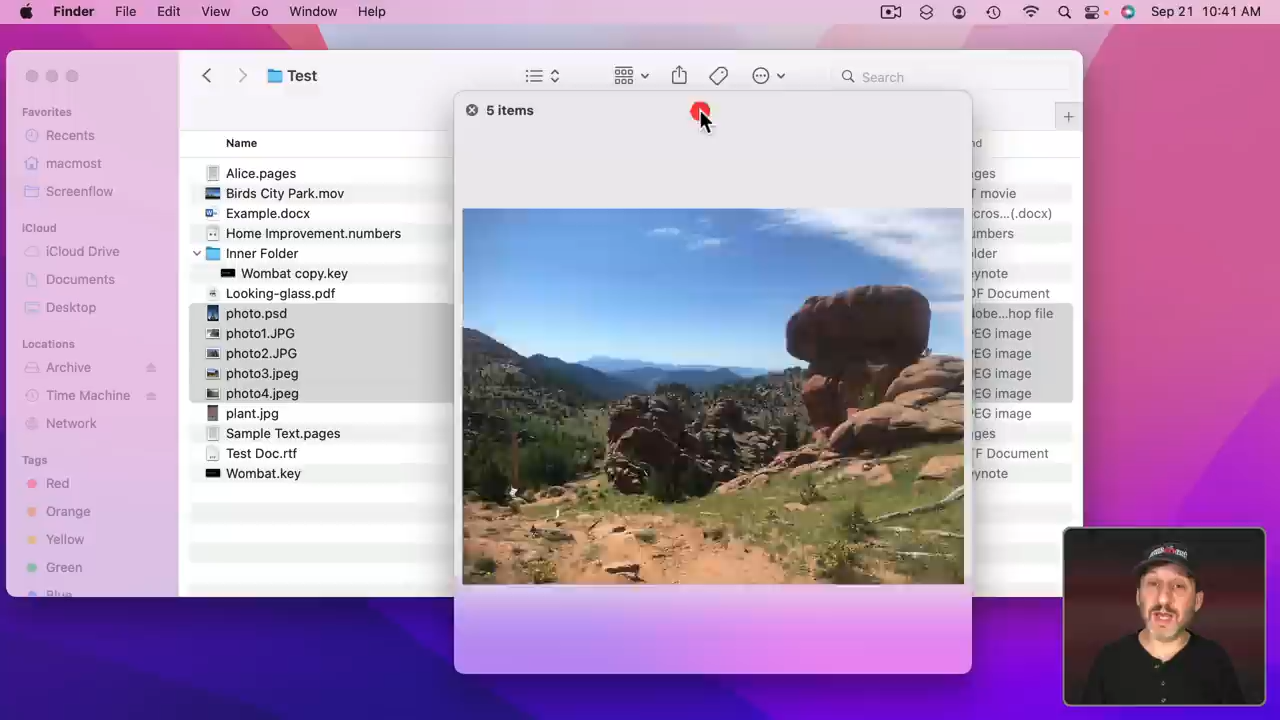 Finder File Edit View Go Window Help Sep 21 10:41 AM
Test
Search
5 items
Favorites
Recents
macmost
Screenflow
iCloud
iCloud Drive
Documents
Desktop
Locations
Archive
Time Machine
Network
Tags
Red
Orange
Yellow
Green
Blue
Name nd
Alice.pages ges
Birds City Park.mov T movie
Example.docx icros...(.docx)
Home Improvement.numbers umbers
Inner Folder older
Wombat copy.key eynote
Looking-glass.pdf DF Document
photo.psd dobe...hop file
photo1.JPG PEG image
photo2.JPG PEG image
photo3.jpeg PEG image
photo4.jpeg PEG image
plant.jpg PEG image
Sample Text.pages ges
Test Doc.rtf TF Document
Wombat.key eynote